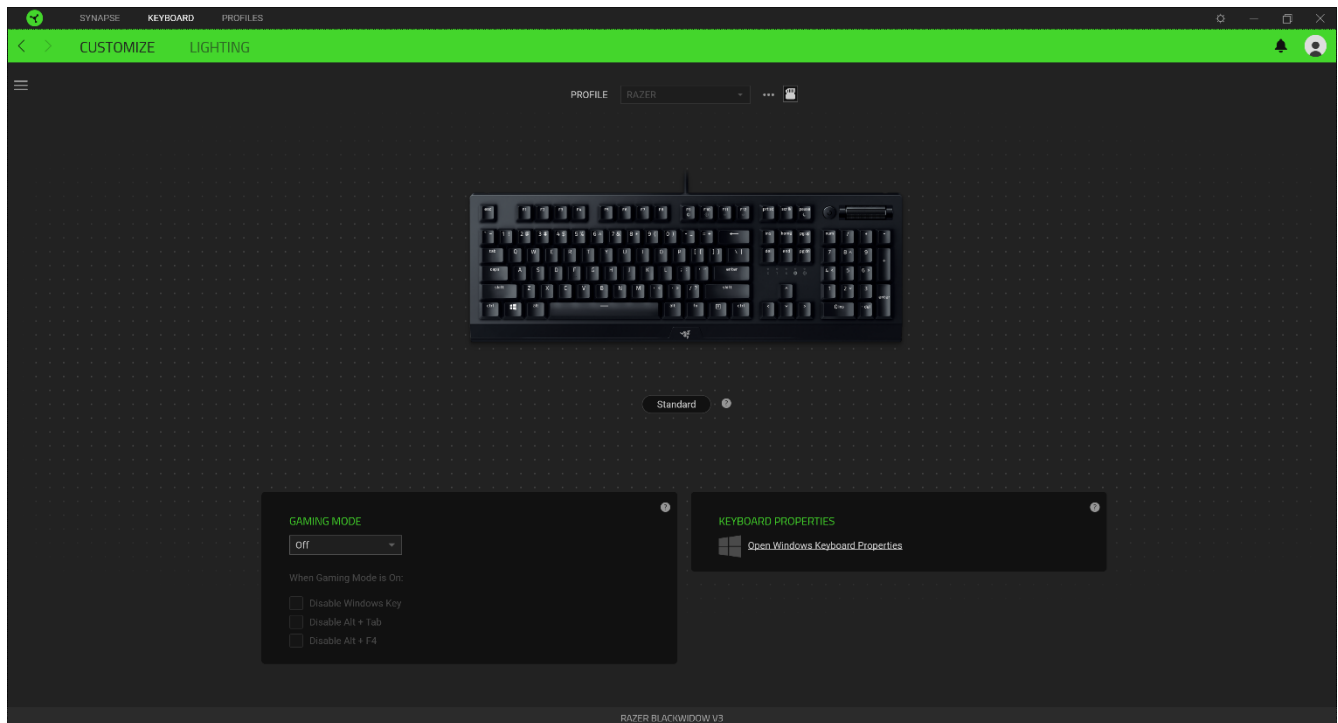 SYNAPSE KEYBOARD PROFILES
CUSTOMIZE LIGHTING
PROFILE RAZER
Standard
GAMING MODE
Off
When Gaming Mode is On:
Disable Windows Key
Disable Alt + Tab
Disable Alt + F4
KEYBOARD PROPERTIES
Open Windows Keyboard Properties
RAZER BLACKWIDOW V3